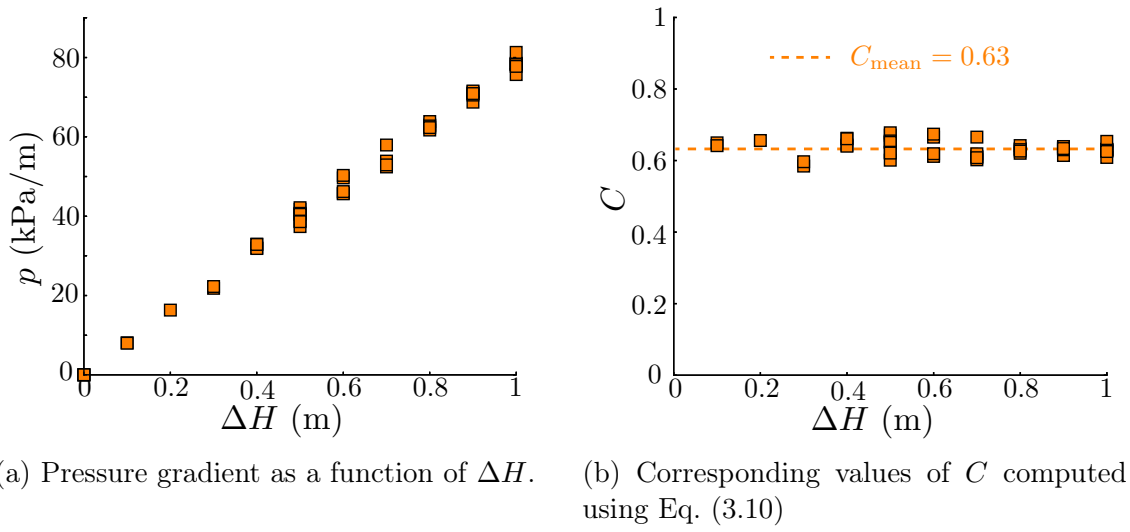 80
60
40
20
0
p (kPa/m)
0 0.2 0.4 0.6 0.8 1
ΔH (m)
1
0.8
0.6
0.4
0.2
0
C
C_mean = 0.63
0 0.2 0.4 0.6 0.8 1
ΔH (m)
a) Pressure gradient as a function of ΔH.
(b) Corresponding values of C computed
using Eq. (3.10)